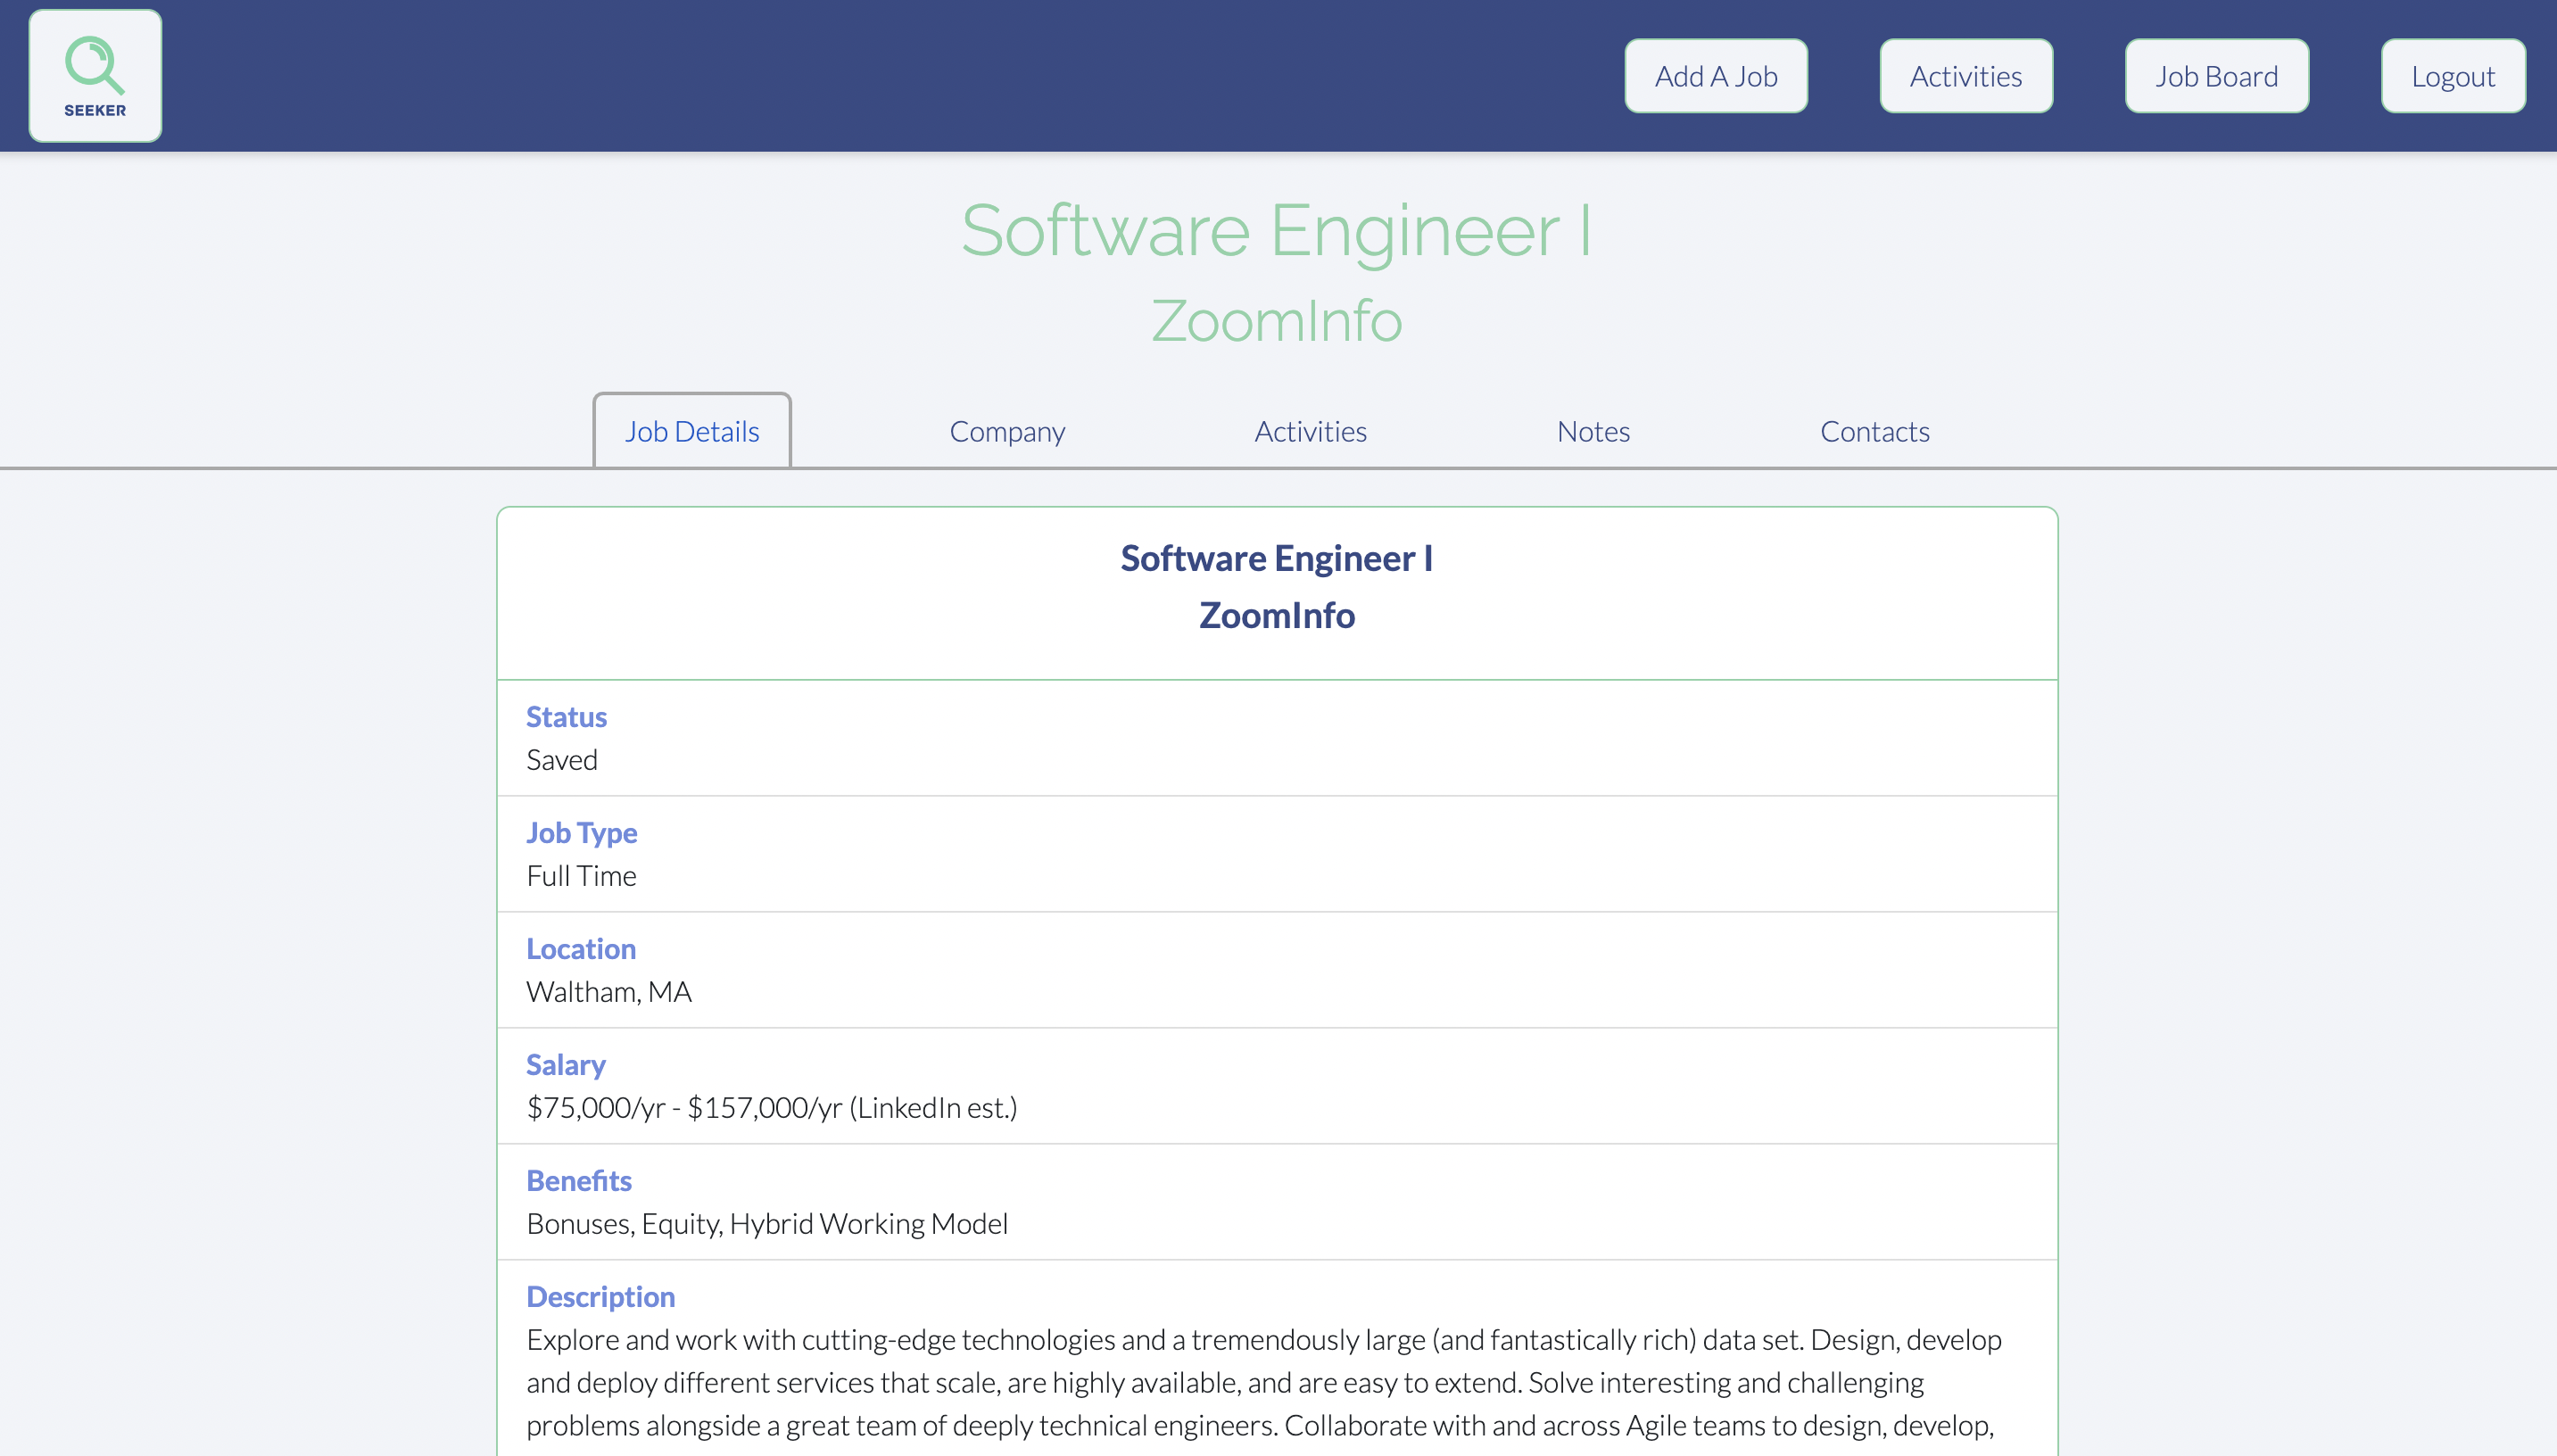 SEEKER
Add A Job
Activities
Job Board
Logout
Software Engineer I
ZoomInfo
Job Details
Company
Activities
Notes
Contacts
Software Engineer I
ZoomInfo
Status
Saved
Job Type
Full Time
Location
Waltham, MA
Salary
$75,000/yr - $157,000/yr (LinkedIn est.)
Benefits
Bonuses, Equity, Hybrid Working Model
Description
Explore and work with cutting-edge technologies and a tremendously large (and fantastically rich) data set. Design, develop
and deploy different services that scale, are highly available, and are easy to extend. Solve interesting and challenging
problems alongside a great team of deeply technical engineers. Collaborate with and across Agile teams to design, develop,